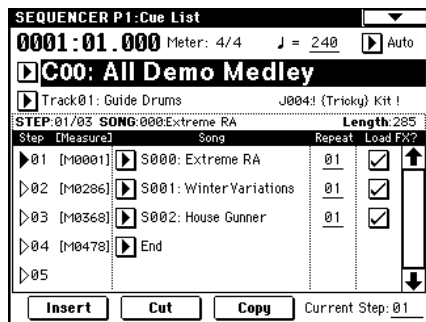 SEQUENCER P1:Cue List
0001:01.000 Meter: 4/4 ♩ = 240 Auto
C00: All Demo Medley
Track01: Guide Drums J004:! {Tricky} Kit !
STEP:01/03 SONG:000:Extreme RA Length:285
Step [Measure] Song Repeat Load FX?
01 [M0001] S000: Extreme RA 01
02 [M0286] S001: Winter Variations 01
03 [M0368] S002: House Gunner 01
04 [M0478] End
05
Insert Cut Copy Current Step: 01